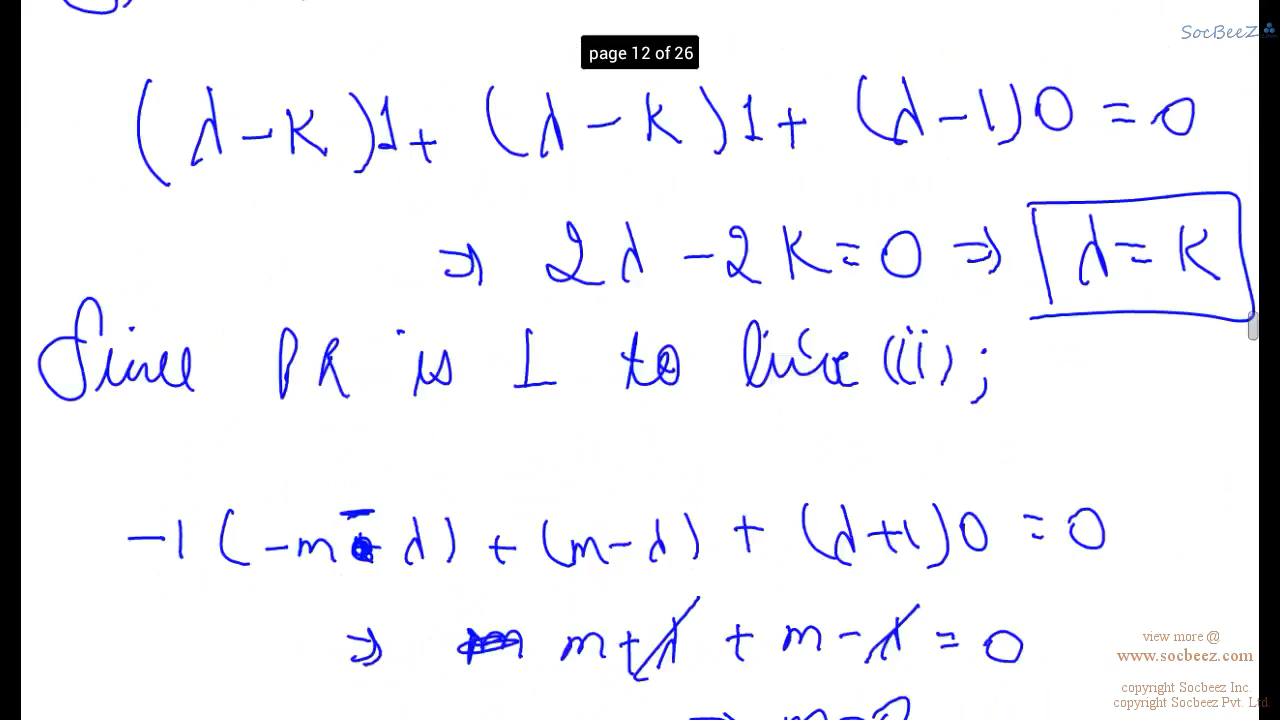 SocBeeZ
page 12 of 26
(λ-K)1+ (λ-K)1+ (λ-1)0 = 0
⇒ 2λ - 2K = 0 ⇒ λ = K
Since PR is ⊥ to line (ii);
-1(-m - λ) + (m-λ) + (λ+1)0 = 0
⇒ m+λ + m-λ = 0
view more @
www.socbeez.com
copyright Socbeez Inc.
copyright Socbeez Pvt. Ltd